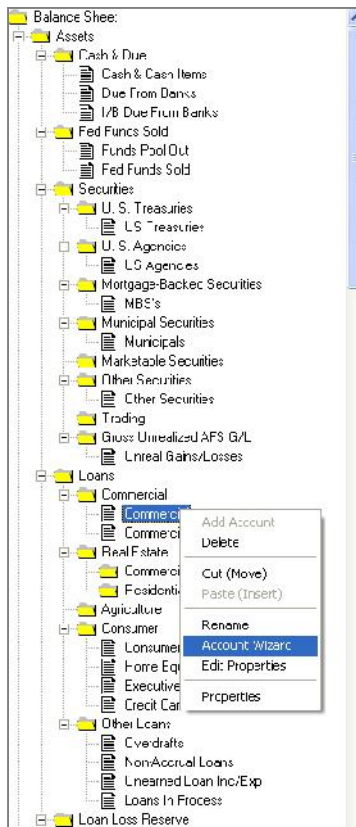 Balance Sheet
Assets
Cash & Due
Cash & Cash Items
Due From Banks
I/B Due From Banks
Fed Funds Sold
Funds Pool Out
Fed Funds Sold
Securities
U. S. Treasuries
US Treasuries
U. S. Agencies
US Agencies
Mortgage-Backed Securities
MBS's
Municipal Securities
Municipals
Marketable Securities
Other Securities
Other Securities
Trading
Gross Unrealized AFS G/L
Unreal Gains/Losses
Loans
Commercial
Commerci
Add Account
Commerci
Delete
Real Estate
Commerci
Cut (Move)
Residenti
Paste (Insert)
Agriculture
Consumer
Rename
Consumer
Account Wizard
Home Equ
Edit Properties
Executive
Credit Car
Properties
Other Loans
Overdrafts
Non-Accrual Loans
Unearned Loan Inc/Exp
Loans In Process
Loan Loss Reserve